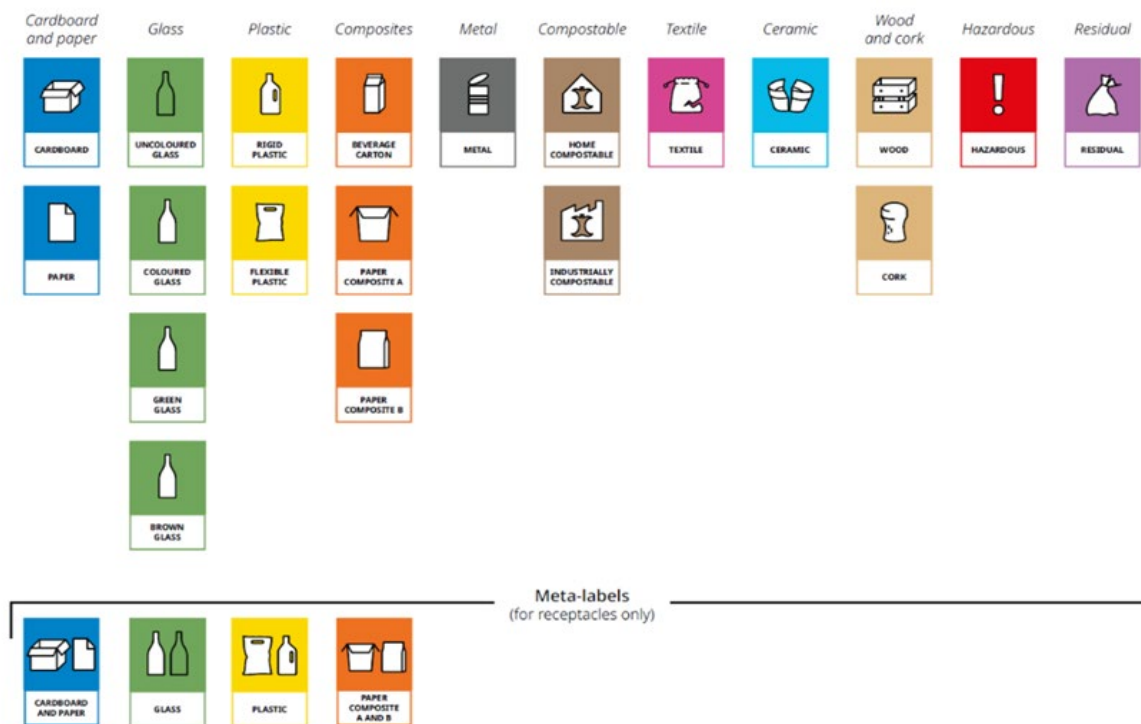 Cardboard
and paper
Glass
Plastic
Composites
Metal
Compostable
Textile
Ceramic
Wood
and cork
Hazardous
Residual
CARDBOARD
UNCOLOURED
GLASS
RIGID
PLASTIC
BEVERAGE
CARTON
METAL
HOME
COMPOSTABLE
TEXTILE
CERAMIC
WOOD
HAZARDOUS
RESIDUAL
PAPER
COLOURED
GLASS
FLEXIBLE
PLASTIC
PAPER
COMPOSITE A
INDUSTRIALLY
COMPOSTABLE
CORK
GREEN
GLASS
PAPER
COMPOSITE B
BROWN
GLASS
Meta-labels
(for receptacles only)
CARDBOARD
AND PAPER
GLASS
PLASTIC
PAPER
COMPOSITE
A AND B